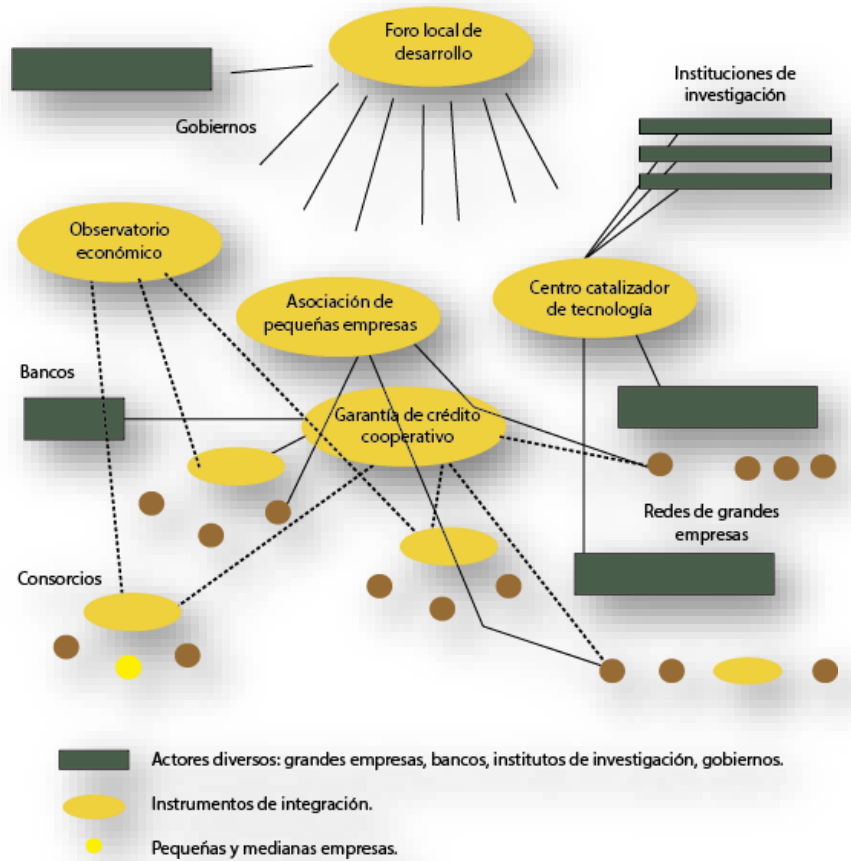 Foro local de
desarrollo
Instituciones de
investigación
Gobiernos
Observatorio
económico
Asociación de
pequeñas empresas
Centro catalizador
de tecnología
Bancos
Garantía de crédito
cooperativo
Redes de grandes
empresas
Consorcios
Actores diversos: grandes empresas, bancos, institutos de investigación, gobiernos.
Instrumentos de integración.
Pequeñas y medianas empresas.